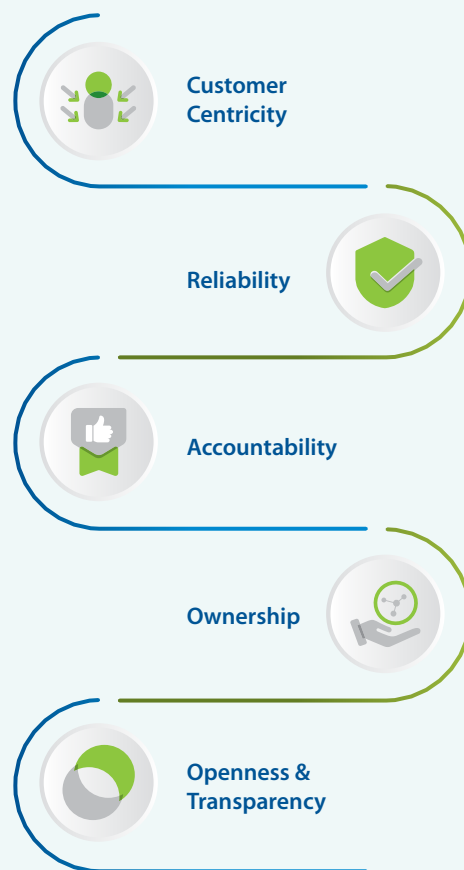 Customer
Centricity
Reliability
Accountability
Ownership
Openness &
Transparency